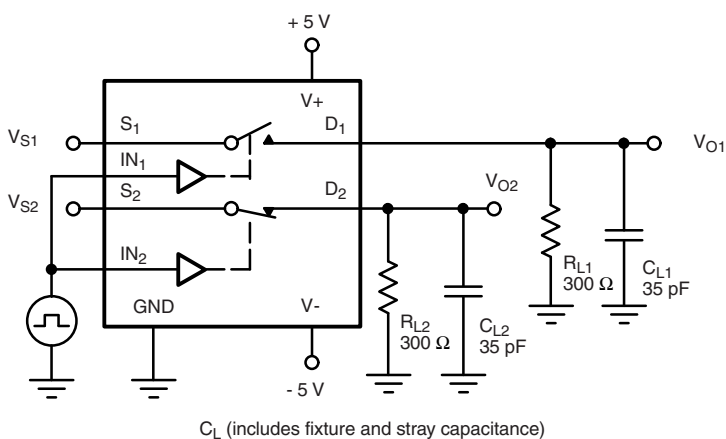 + 5 V
V+
VS1
S1
D1
VO1
IN1
VS2
S2
D2
VO2
IN2
RL1
300 Ω
CL1
35 pF
GND
V-
RL2
300 Ω
CL2
35 pF
- 5 V
CL (includes fixture and stray capacitance)